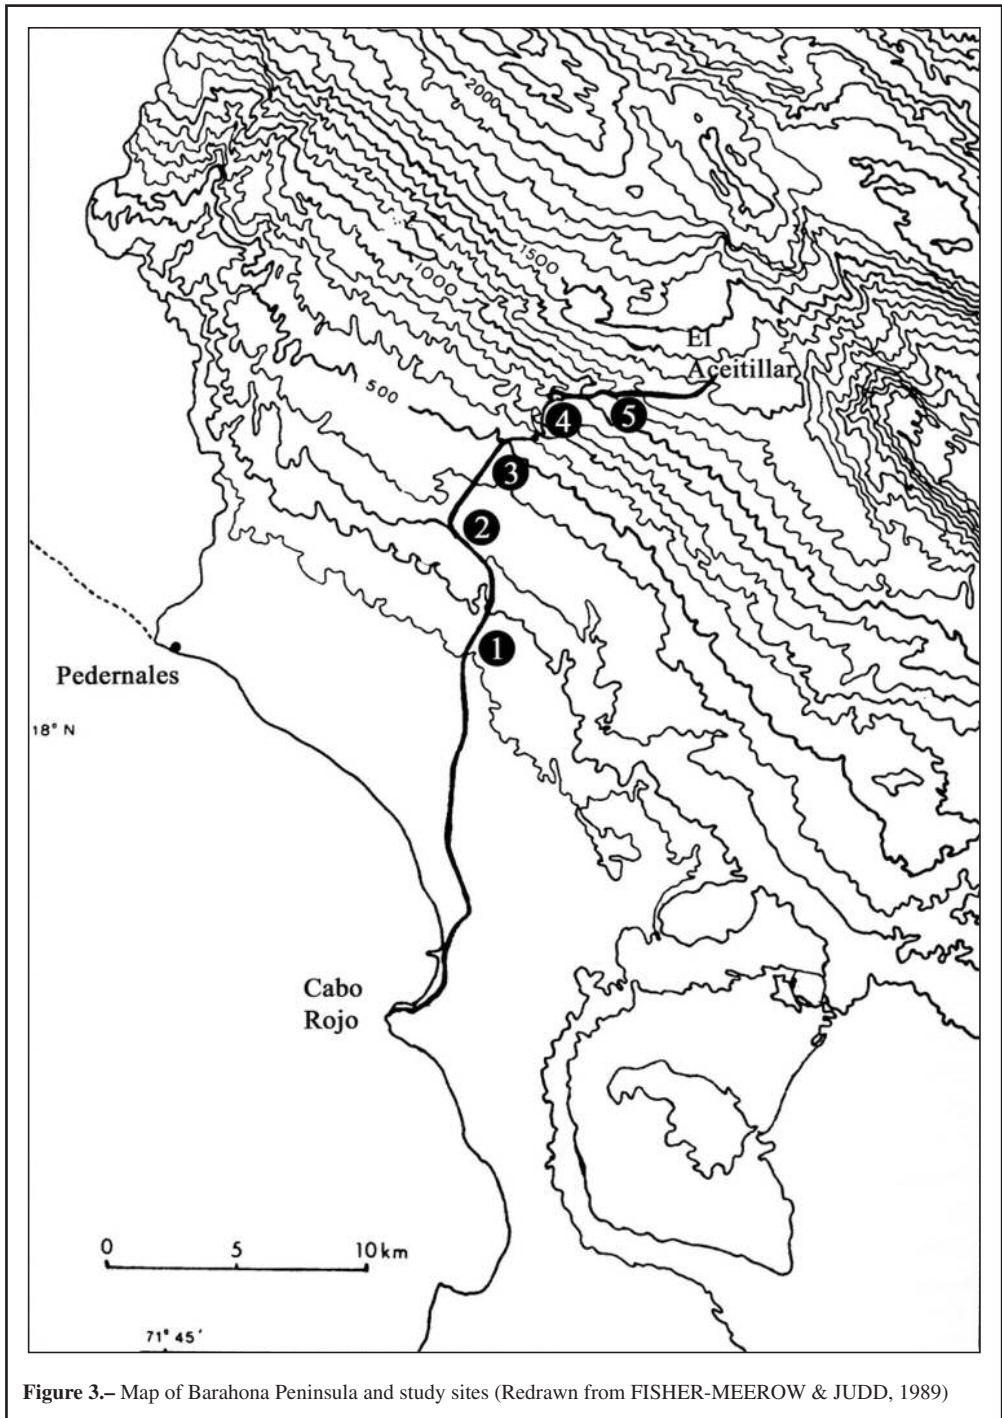 2000
1500
1000
El
Aceitillar
500
4
5
3
2
1
Pedernales
18° N
Cabo
Rojo
0 5 10 km
71° 45′
Figure 3.– Map of Barahona Peninsula and study sites (Redrawn from FISHER-MEEROW & JUDD, 1989)